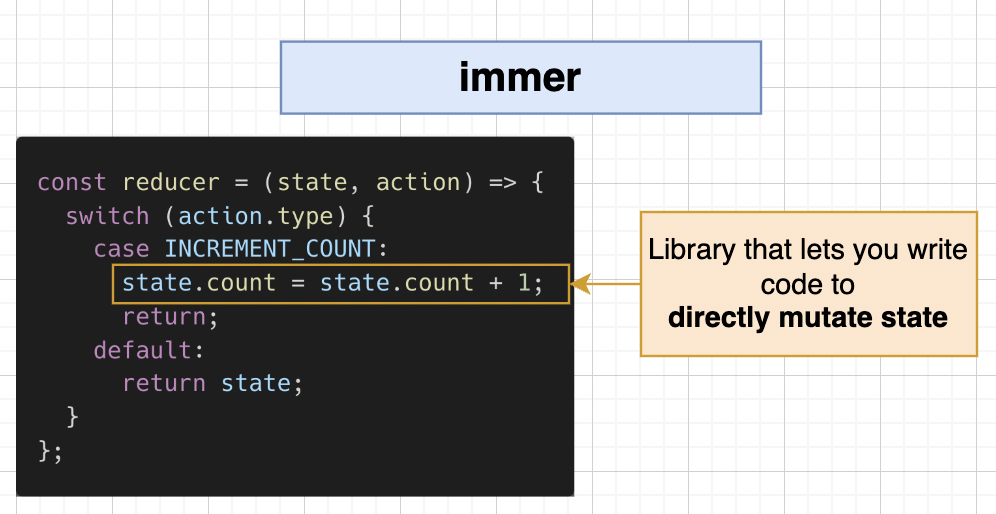 immer
const reducer = (state, action) => {
switch (action.type) {
case INCREMENT_COUNT:
state.count = state.count + 1;
return;
default:
return state;
}
};
Library that lets you write
code to
directly mutate state